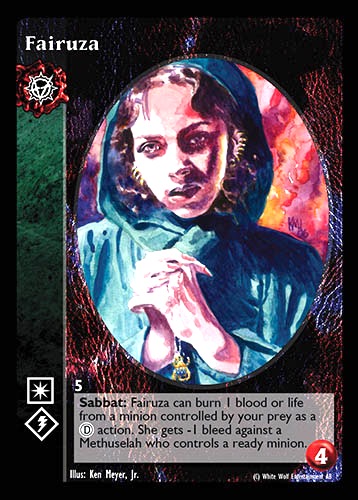 Fairuza
5
Sabbat: Fairuza can burn 1 blood or life
from a minion controlled by your prey as a
Ⓓ action. She gets -1 bleed against a
Methuselah who controls a ready minion.
4
Illus: Ken Meyer, Jr.
(C) White Wolf Entertainment AB